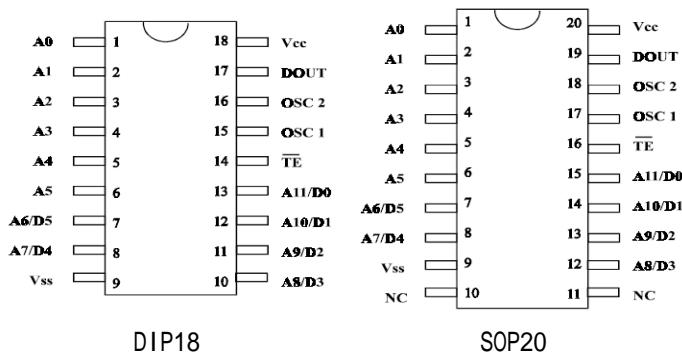 A0 1 18 Vcc
A1 2 17 DOUT
A2 3 16 OSC 2
A3 4 15 OSC 1
A4 5 14 TE
A5 6 13 A11/D0
A6/D5 7 12 A10/D1
A7/D4 8 11 A9/D2
Vss 9 10 A8/D3
DIP18
A0 1 20 Vcc
A1 2 19 DOUT
A2 3 18 OSC 2
A3 4 17 OSC 1
A4 5 16 TE
A5 6 15 A11/D0
A6/D5 7 14 A10/D1
A7/D4 8 13 A9/D2
Vss 9 12 A8/D3
NC 10 11 NC
SOP20